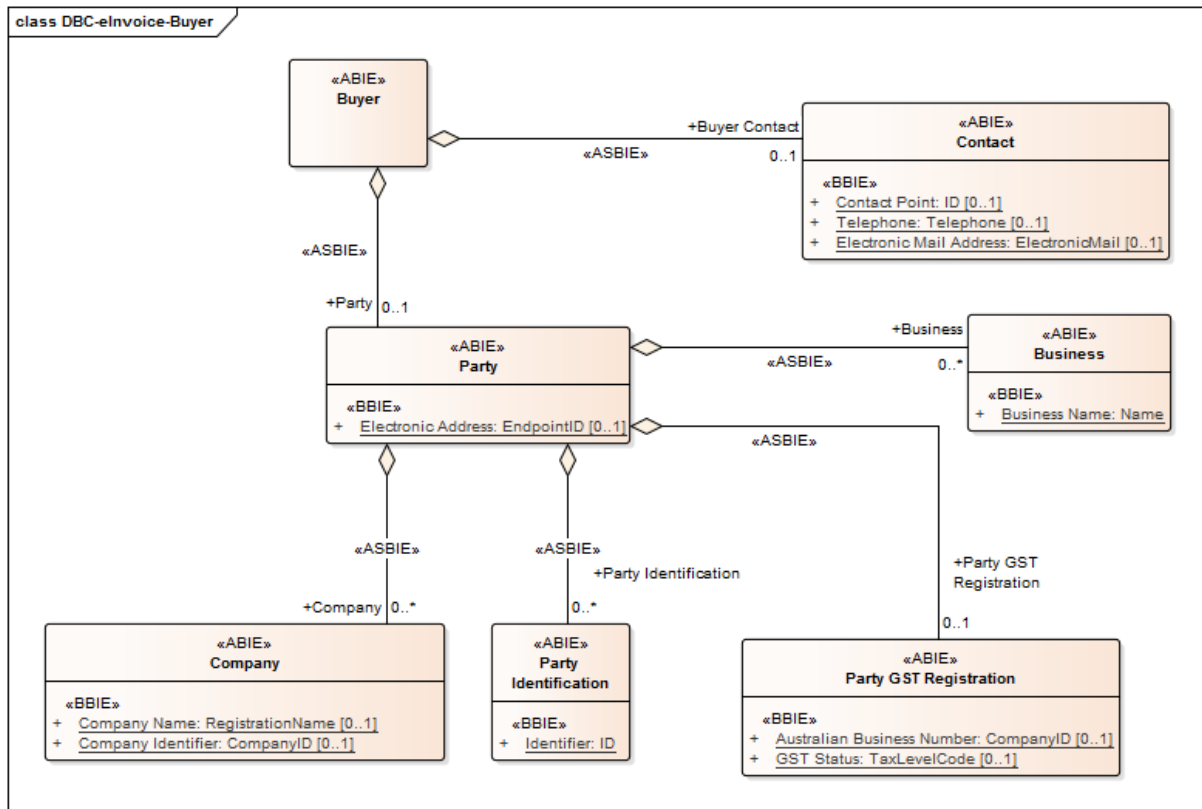 class DBC-eInvoice-Buyer
«ABIE»
Buyer
+Buyer Contact
«ASBIE»
0..1
«ABIE»
Contact
«BBIE»
+ Contact Point: ID [0..1]
+ Telephone: Telephone [0..1]
+ Electronic Mail Address: ElectronicMail [0..1]
«ASBIE»
+Party
0..1
«ABIE»
Party
«BBIE»
+ Electronic Address: EndpointID [0..1]
+Business
«ASBIE»
0..*
«ABIE»
Business
«BBIE»
+ Business Name: Name
«ASBIE»
+Party GST
Registration
0..1
«ASBIE»
+Company
0..*
«ASBIE»
+Party Identification
0..*
«ABIE»
Company
«BBIE»
+ Company Name: RegistrationName [0..1]
+ Company Identifier: CompanyID [0..1]
«ABIE»
Party
Identification
«BBIE»
+ Identifier: ID
«ABIE»
Party GST Registration
«BBIE»
+ Australian Business Number: CompanyID [0..1]
+ GST Status: TaxLevelCode [0..1]